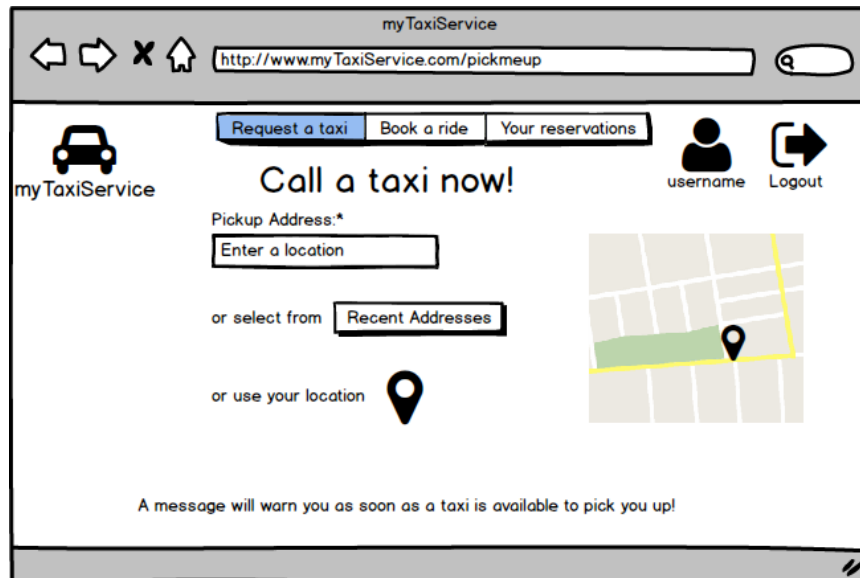 myTaxiService
http://www.myTaxiService.com/pickmeup
Request a taxi Book a ride Your reservations
myTaxiService
username Logout
Call a taxi now!
Pickup Address:*
Enter a location
or select from Recent Addresses
or use your location
A message will warn you as soon as a taxi is available to pick you up!